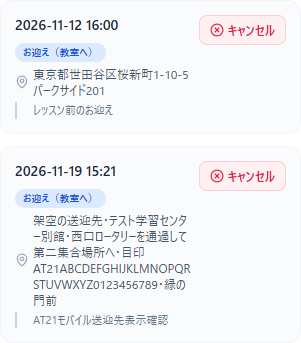 2026-11-12 16:00
キャンセル
お迎え（教室へ）
東京都世田谷区桜新町1-10-5
パークサイド201
レッスン前のお迎え
2026-11-19 15:21
キャンセル
お迎え（教室へ）
架空の送迎先・テスト学習センタ
ー別館・西口ロータリーを通過して
第二集合場所へ・目印
AT21ABCDEFGHIJKLMNOPQR
STUVWXYZ0123456789・緑の
門前
AT21モバイル送迎先表示確認